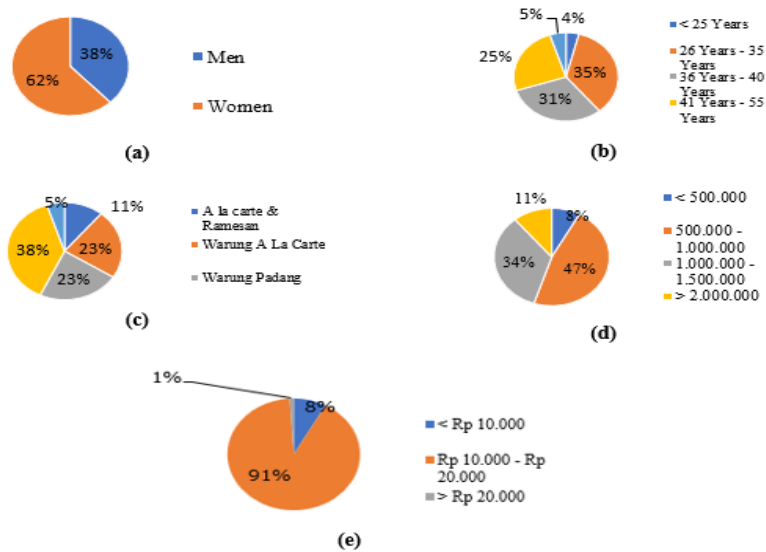 38%
62%
Men
Women
(a)
5%
4%
25%
35%
31%
< 25 Years
26 Years - 35
Years
36 Years - 40
Years
41 Years - 55
Years
(b)
5%
11%
38%
23%
23%
A la carte &
Ramesan
Warung A La Carte
Warung Padang
(c)
11%
8%
34%
47%
< 500.000
500.000 -
1.000.000
1.000.000 -
1.500.000
> 2.000.000
(d)
1%
8%
91%
< Rp 10.000
Rp 10.000 - Rp
20.000
> Rp 20.000
(e)